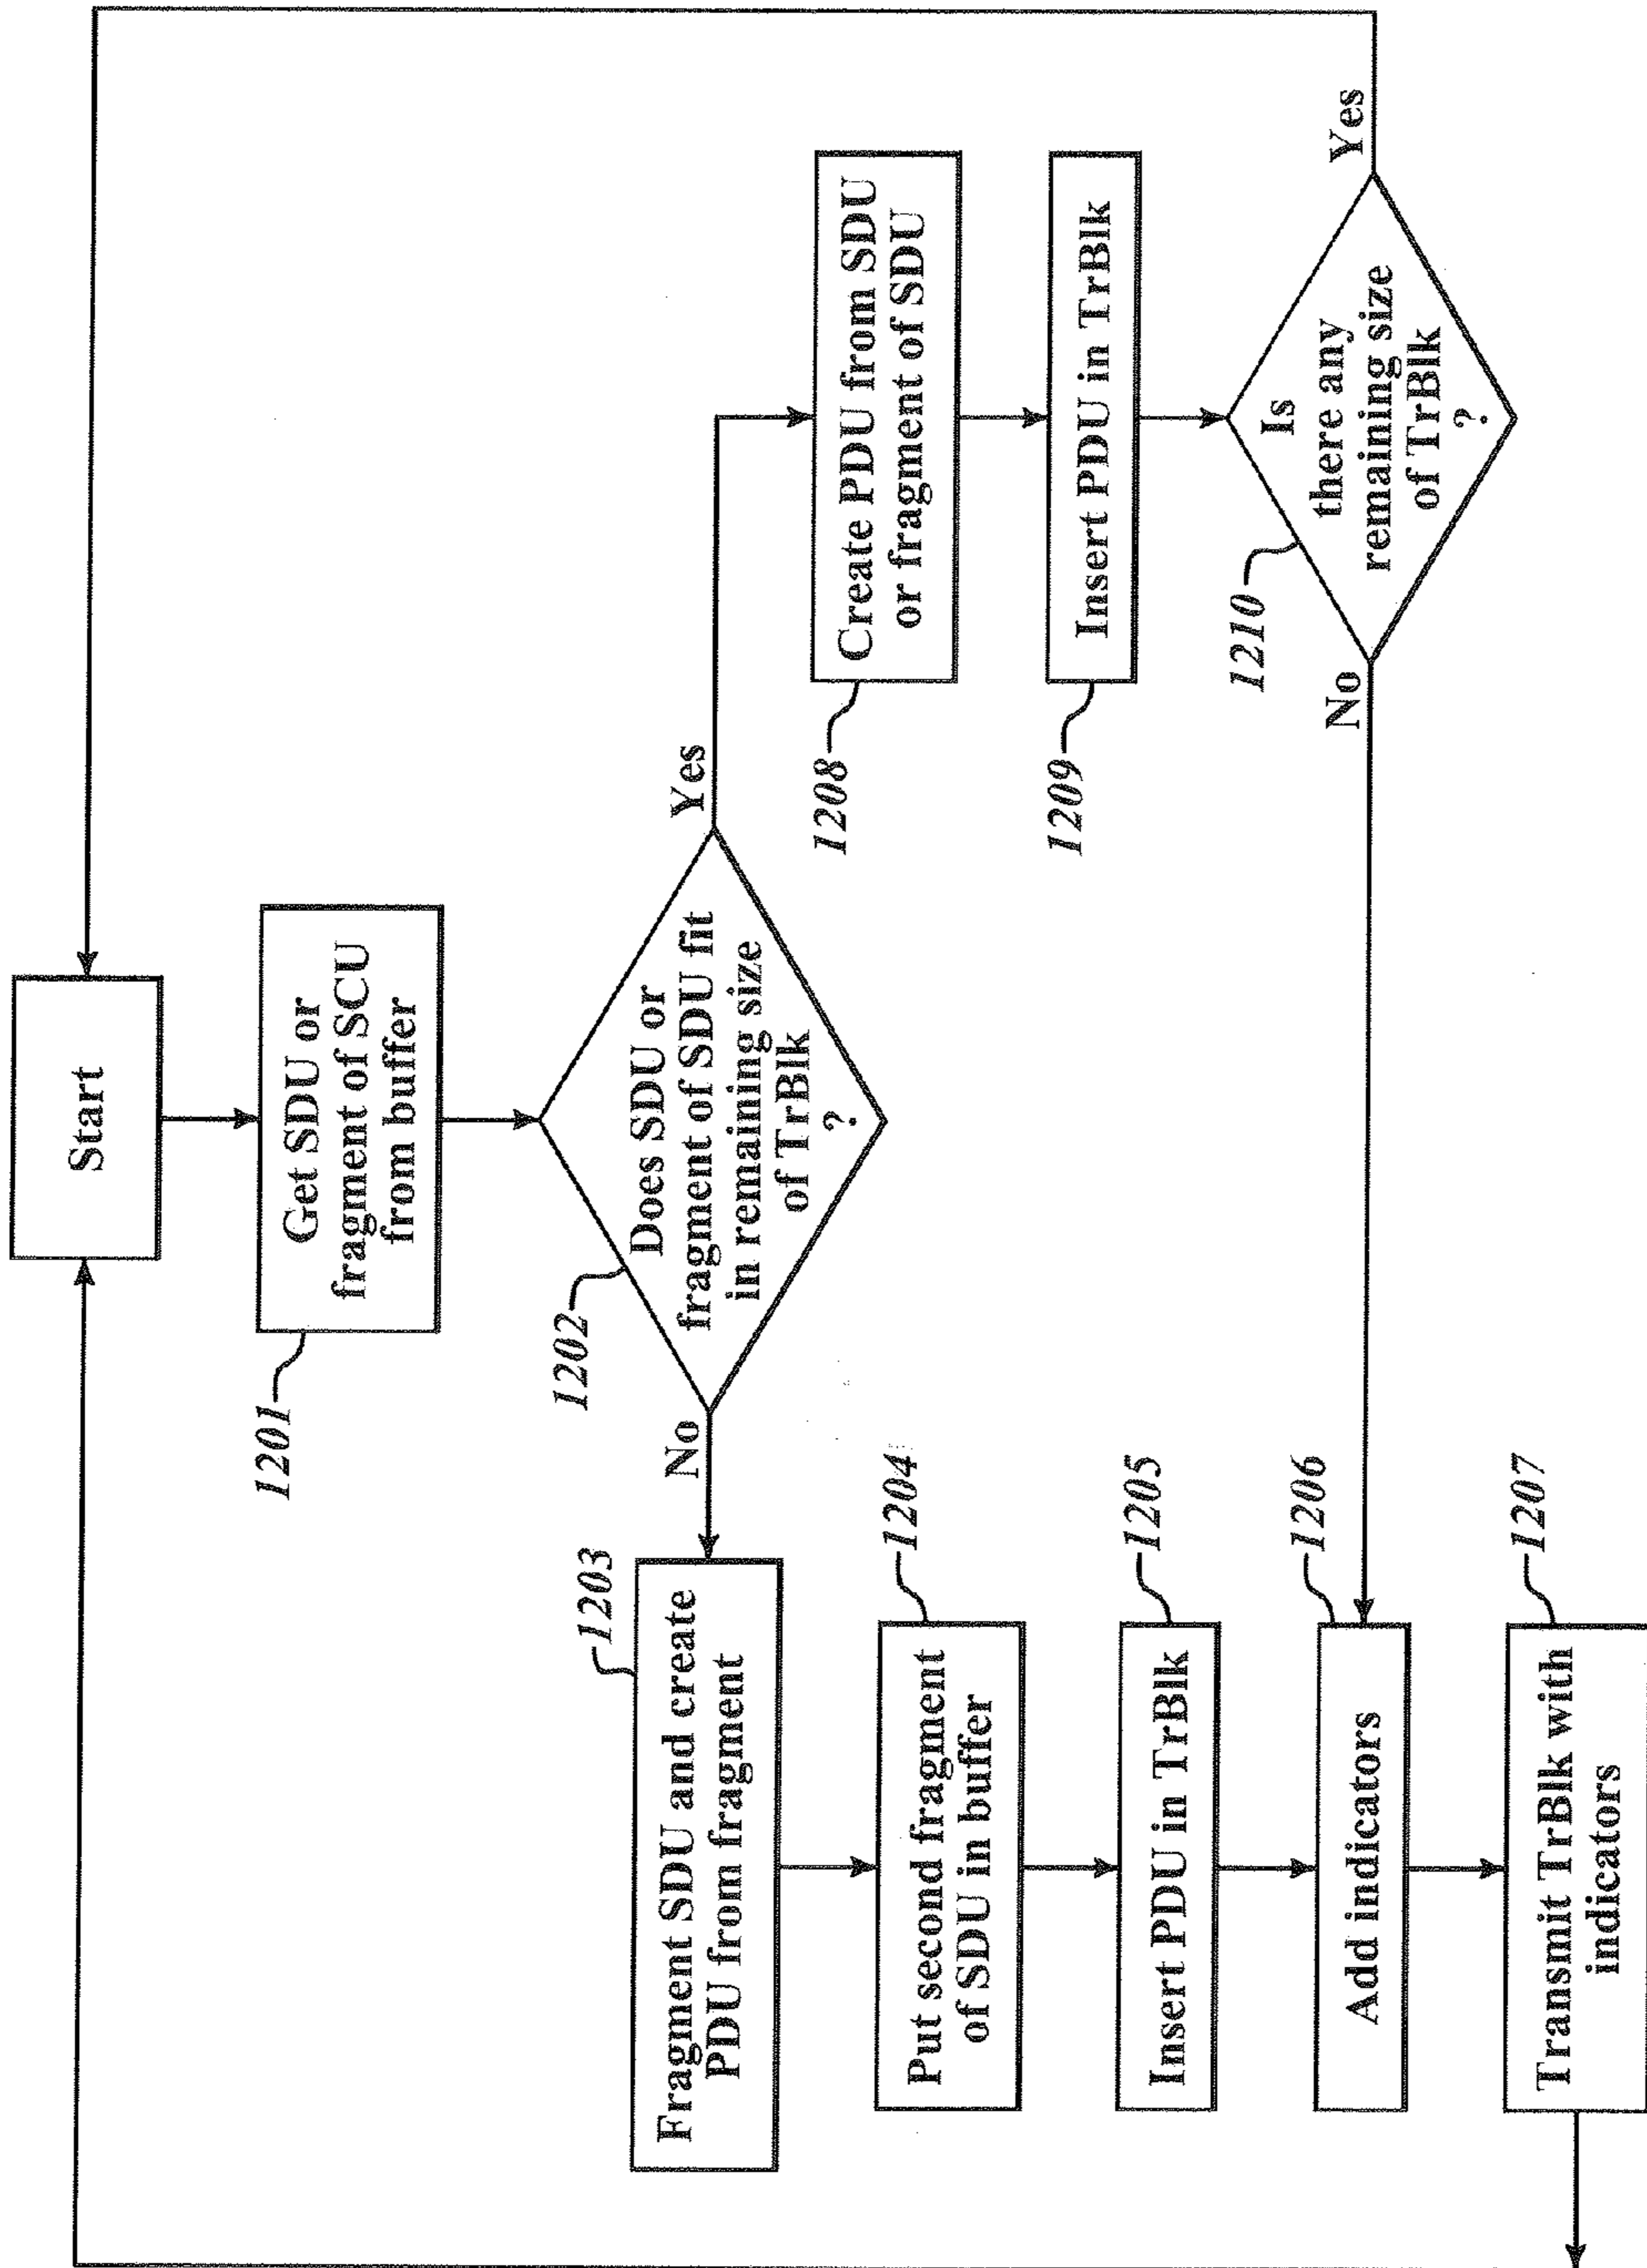 Start
1201
Get SDU or
fragment of SCU
from buffer
1202
Does SDU or
fragment of SDU fit
in remaining size
of TrBlk
?
No
Yes
1203
Fragment SDU and create
PDU from fragment
1204
Put second fragment
of SDU in buffer
1205
Insert PDU in TrBlk
1206
Add indicators
1207
Transmit TrBlk with
indicators
1208
Create PDU from SDU
or fragment of SDU
1209
Insert PDU in TrBlk
1210
Is
there any
remaining size
of TrBlk
?
No
Yes